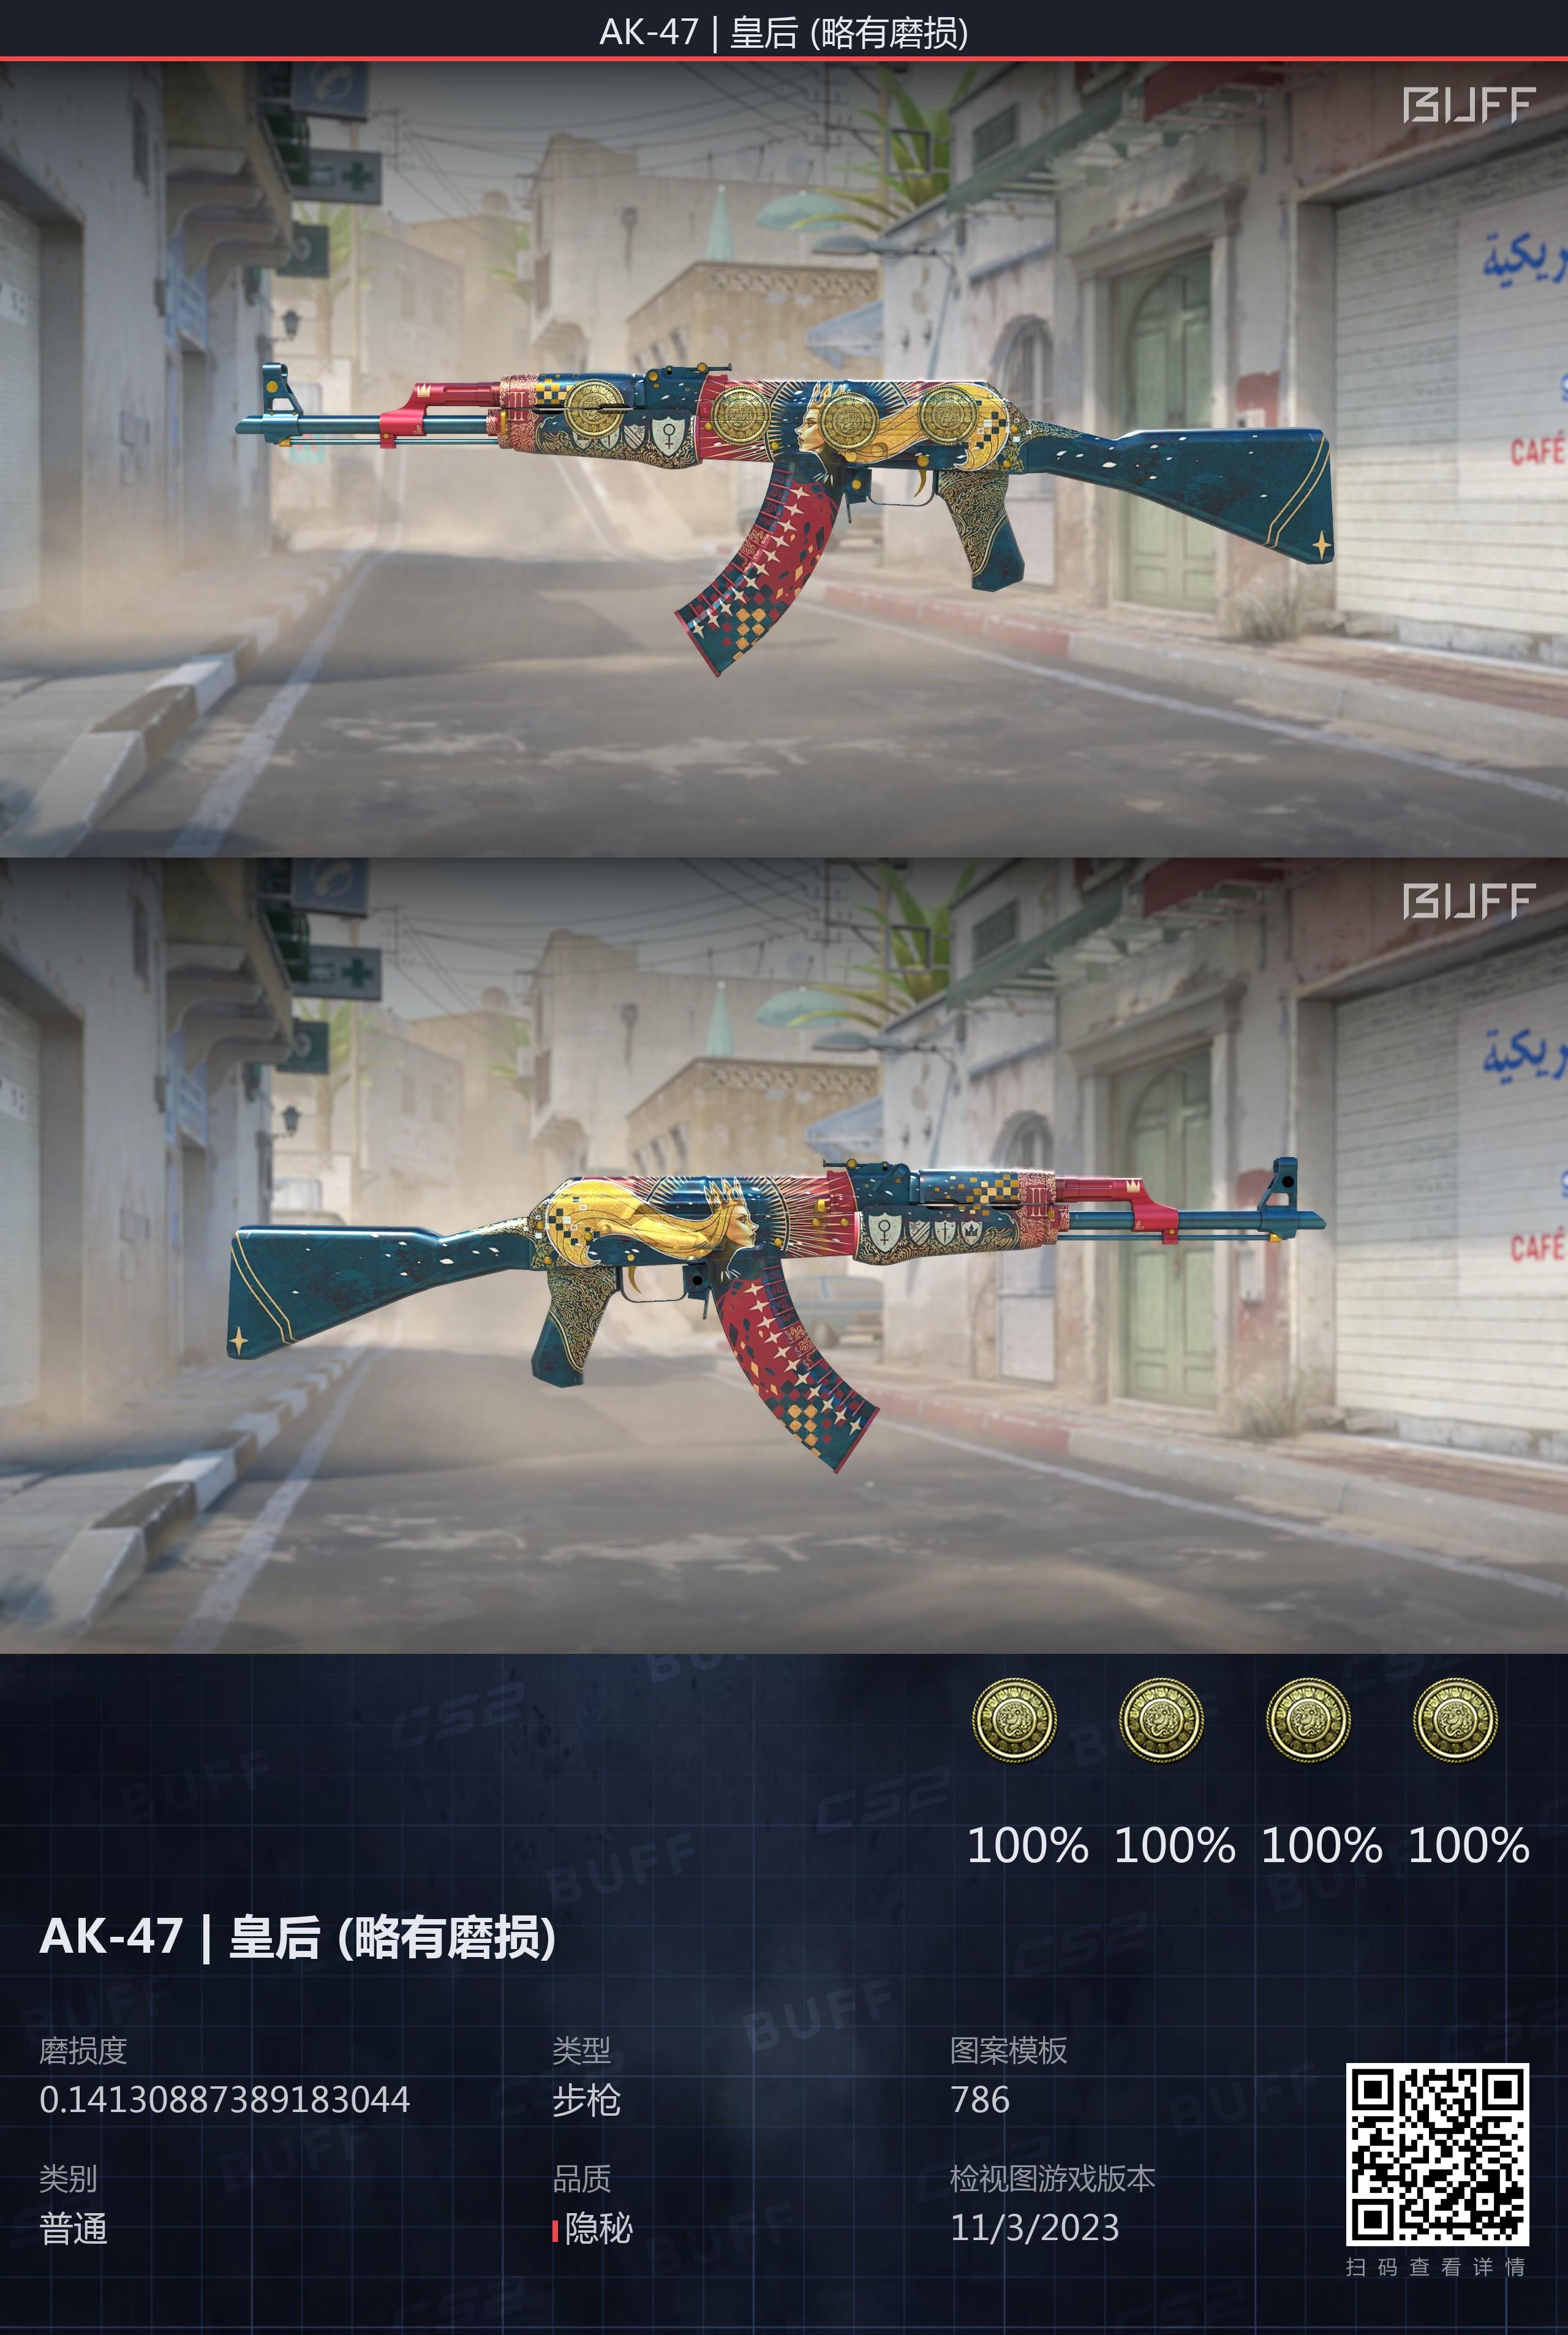 AK-47 | 皇后 (略有磨损)
BUFF
ريكية
CAFÉ
BUFF
ريكية
CAFÉ
100% 100% 100% 100%
AK-47 | 皇后 (略有磨损)
磨损度 类型 图案模板
0.14130887389183044 步枪 786
类别 品质 检视图游戏版本
普通 隐秘 11/3/2023
扫码查看详情